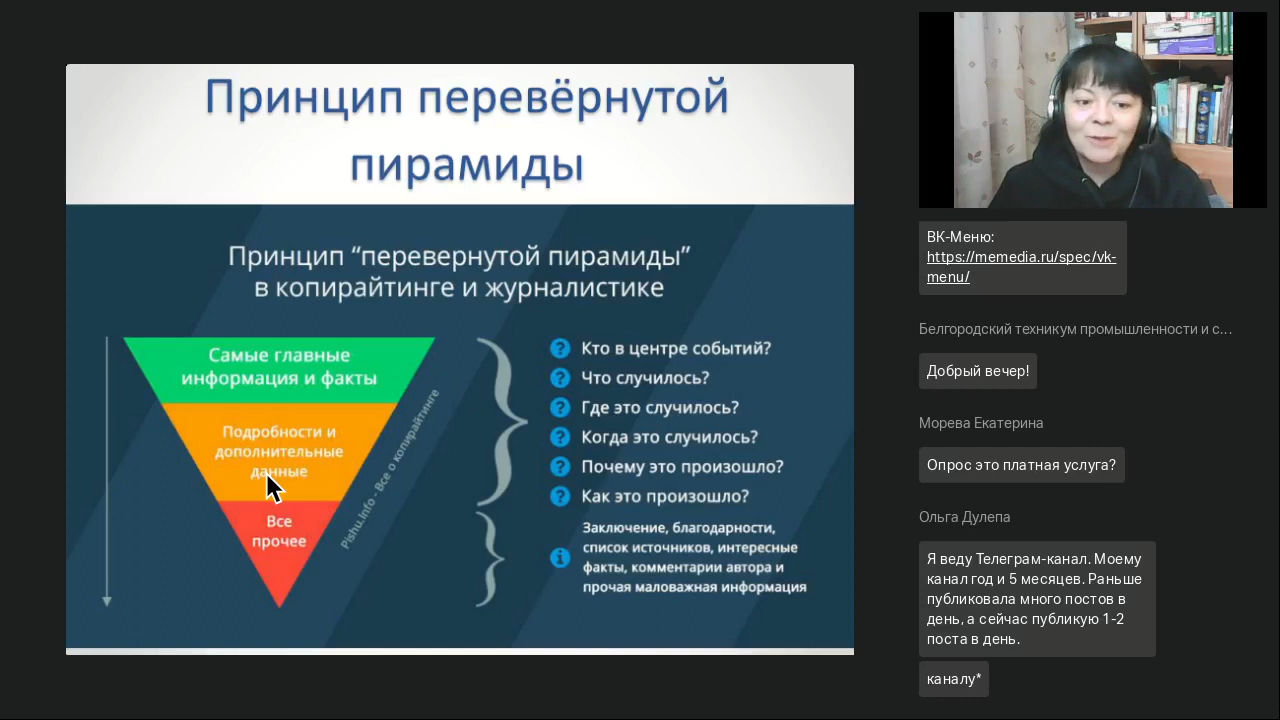 Принцип перевёрнутой
пирамиды
Принцип “перевернутой пирамиды”
в копирайтинге и журналистике
Самые главные
информация и факты
Подробности и
дополнительные
данные
Все
прочее
Pishu.Info - Все о копирайтинге
Кто в центре событий?
Что случилось?
Где это случилось?
Когда это случилось?
Почему это произошло?
Как это произошло?
Заключение, благодарности,
список источников, интересные
факты, комментарии автора и
прочая маловажная информация
ВК-Меню:
https://memedia.ru/spec/vk-
menu/
Белгородский техникум промышленности и с...
Добрый вечер!
Морева Екатерина
Опрос это платная услуга?
Ольга Дулепа
Я веду Телеграм-канал. Моему
канал год и 5 месяцев. Раньше
публиковала много постов в
день, а сейчас публикую 1-2
поста в день.
каналу*